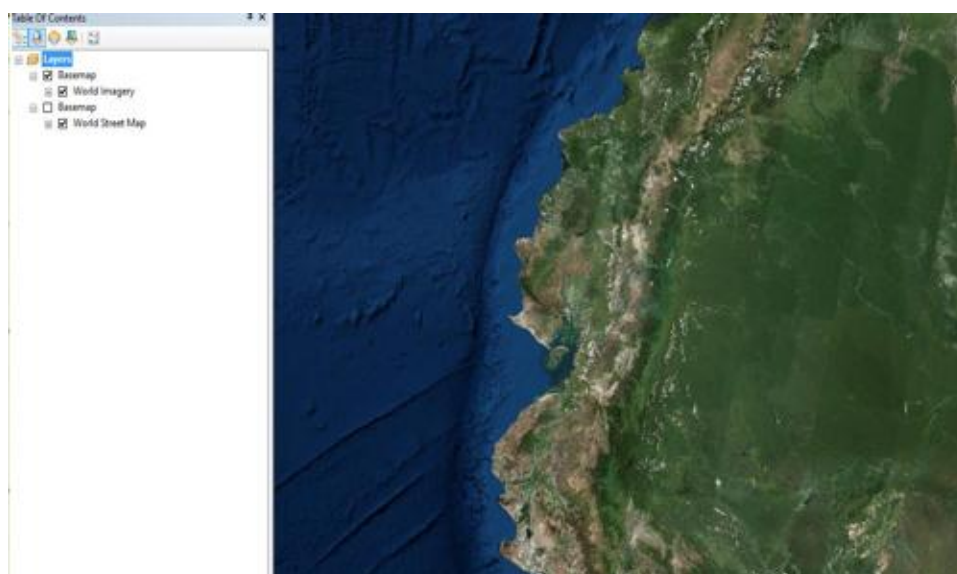 Table Of Contents
Layers
Basemap
World Imagery
Basemap
World Street Map